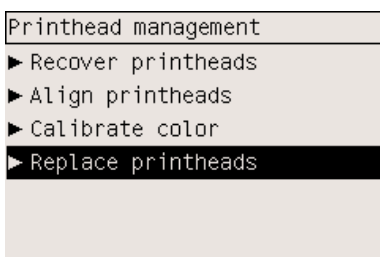 Printhead management
Recover printheads
Align printheads
Calibrate color
Replace printheads